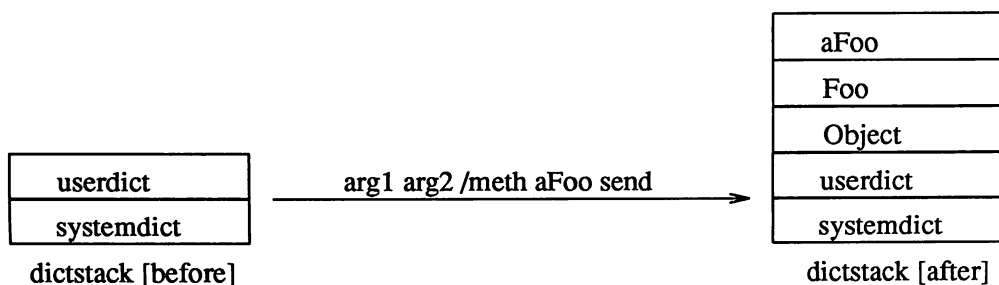 userdict
systemdict
dictstack [before]
arg1 arg2 /meth aFoo send
aFoo
Foo
Object
userdict
systemdict
dictstack [after]